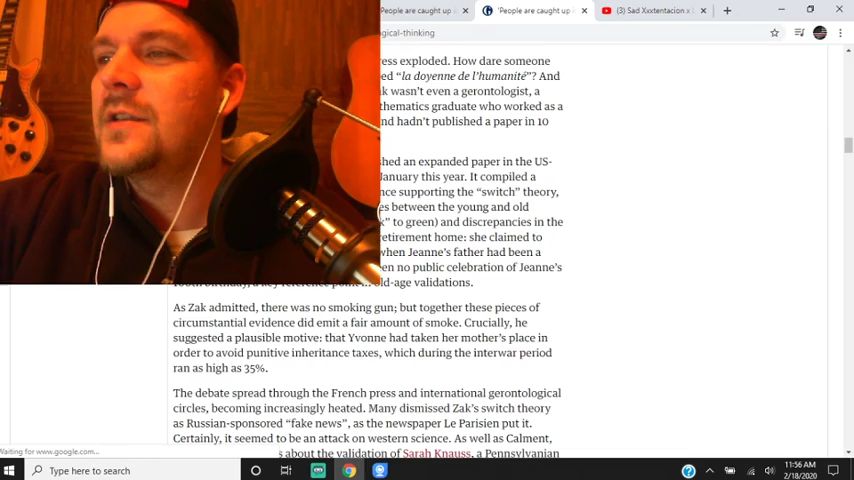 People are caught up i
'People are caught up
(3) Sad Xxxtentacion x
gical-thinking
ress exploded. How dare someone
ed "la doyenne de l'humanité"? And
k wasn't even a gerontologist, a
thematics graduate who worked as a
nd hadn't published a paper in 10
shed an expanded paper in the US-
January this year. It compiled a
nce supporting the "switch" theory,
es between the young and old
k" to green) and discrepancies in the
retirement home: she claimed to
when Jeanne's father had been a
en no public celebration of Jeanne's
old-age validations.
As Zak admitted, there was no smoking gun; but together these pieces of
circumstantial evidence did emit a fair amount of smoke. Crucially, he
suggested a plausible motive: that Yvonne had taken her mother's place in
order to avoid punitive inheritance taxes, which during the interwar period
ran as high as 35%.
The debate spread through the French press and international gerontological
circles, becoming increasingly heated. Many dismissed Zak's switch theory
as Russian-sponsored "fake news", as the newspaper Le Parisien put it.
Certainly, it seemed to be an attack on western science. As well as Calment,
Waiting for www.google.com...
s about the validation of Sarah Knauss, a Pennsylvanian
Type here to search
11:56 AM
2/18/2020